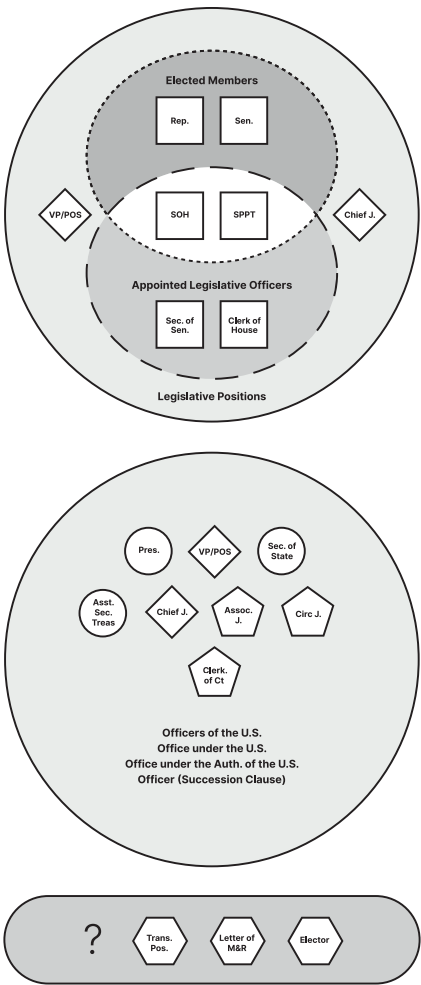 Elected Members
Rep.
Sen.
VP/POS
SOH
SPPT
Chief J.
Appointed Legislative Officers
Sec. of
Sen.
Clerk of
House
Legislative Positions
Pres.
VP/POS
Sec. of
State
Asst.
Sec.
Treas
Chief J.
Assoc.
J.
Circ J.
Clerk.
of Ct
Officers of the U.S.
Office under the U.S.
Office under the Auth. of the U.S.
Officer (Succession Clause)
?
Trans.
Pos.
Letter of
M&R
Elector